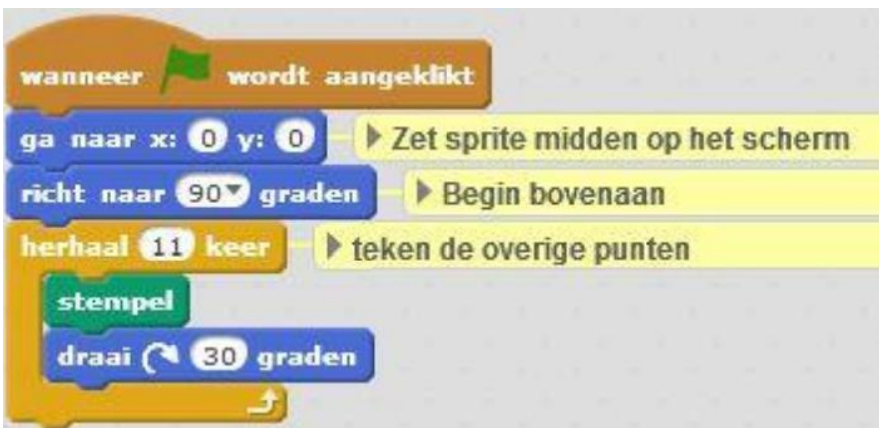 wanneer wordt aangeklikt
ga naar x: 0 y: 0 Zet sprite midden op het scherm
richt naar 90 graden Begin bovenaan
herhaal 11 keer teken de overige punten
stempel
draai 30 graden